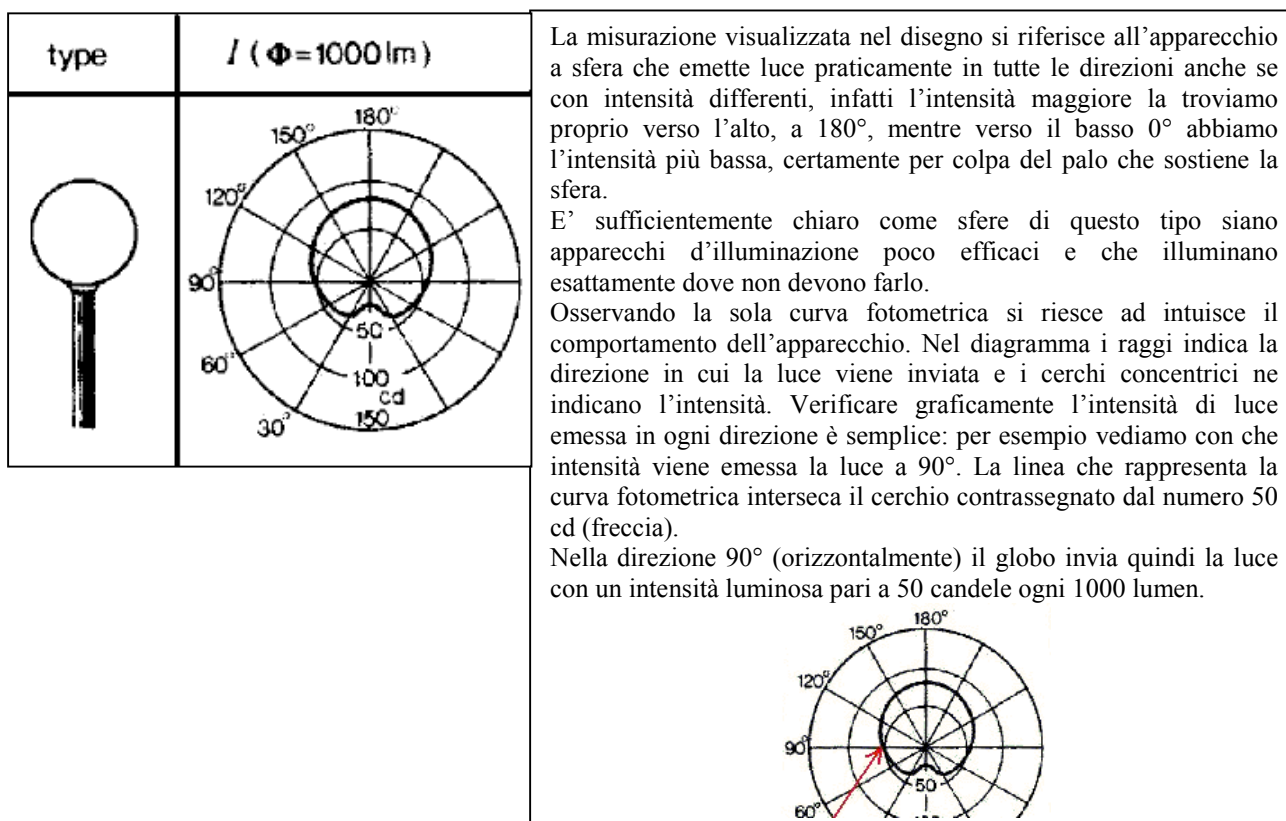 type
I ( Φ=1000 lm )
180°
150°
120°
90°
60°
30°
50
100
cd
150
La misurazione visualizzata nel disegno si riferisce all’apparecchio
a sfera che emette luce praticamente in tutte le direzioni anche se
con intensità differenti, infatti l’intensità maggiore la troviamo
proprio verso l’alto, a 180°, mentre verso il basso 0° abbiamo
l’intensità più bassa, certamente per colpa del palo che sostiene la
sfera.
E’ sufficientemente chiaro come sfere di questo tipo siano
apparecchi d’illuminazione poco efficaci e che illuminano
esattamente dove non devono farlo.
Osservando la sola curva fotometrica si riesce ad intuisce il
comportamento dell’apparecchio. Nel diagramma i raggi indica la
direzione in cui la luce viene inviata e i cerchi concentrici ne
indicano l’intensità. Verificare graficamente l’intensità di luce
emessa in ogni direzione è semplice: per esempio vediamo con che
intensità viene emessa la luce a 90°. La linea che rappresenta la
curva fotometrica interseca il cerchio contrassegnato dal numero 50
cd (freccia).
Nella direzione 90° (orizzontalmente) il globo invia quindi la luce
con un intensità luminosa pari a 50 candele ogni 1000 lumen.
180°
150°
120°
90°
50
60°